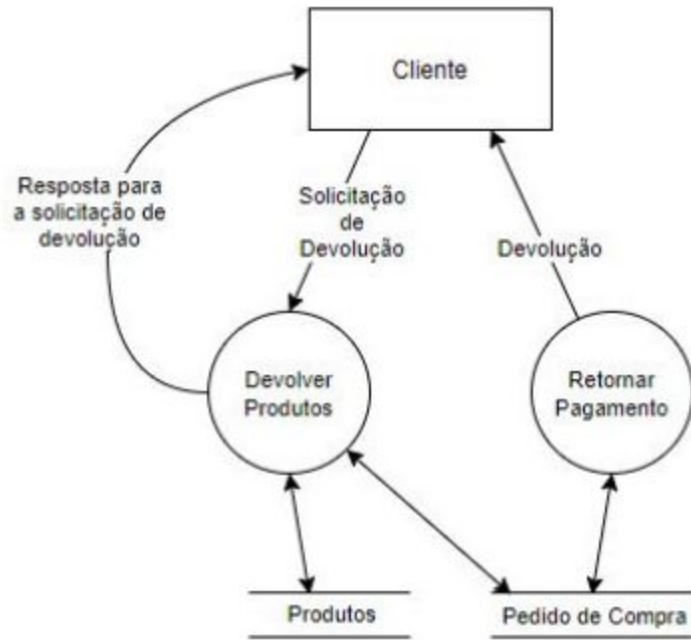 Cliente
Resposta para
a solicitação de
devolução
Solicitação
de
Devolução
Devolução
Devolver
Produtos
Retornar
Pagamento
Produtos
Pedido de Compra